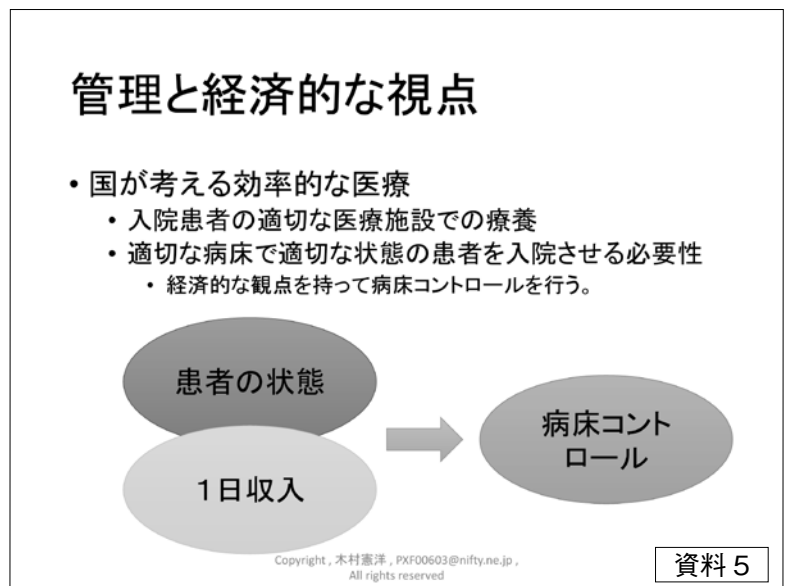 管理と経済的な視点
• 国が考える効率的な医療
• 入院患者の適切な医療施設での療養
• 適切な病床で適切な状態の患者を入院させる必要性
• 経済的な観点を持って病床コントロールを行う。
患者の状態
1日収入
病床コント
ロール
Copyright , 木村憲洋 , PXF00603@nifty.ne.jp ,
All rights reserved
資料5